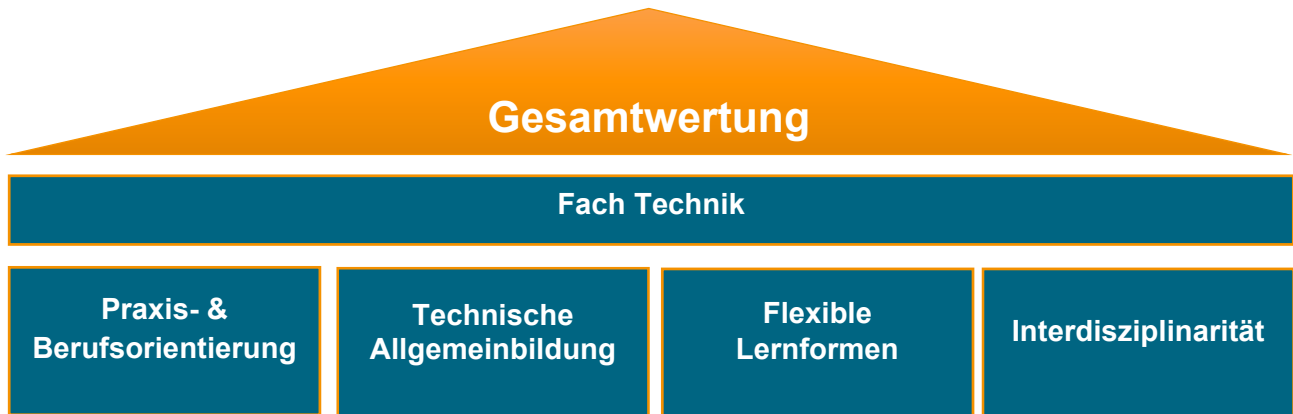 Gesamtwertung
Fach Technik
Praxis- &
Berufsorientierung
Technische
Allgemeinbildung
Flexible
Lernformen
Interdisziplinarität